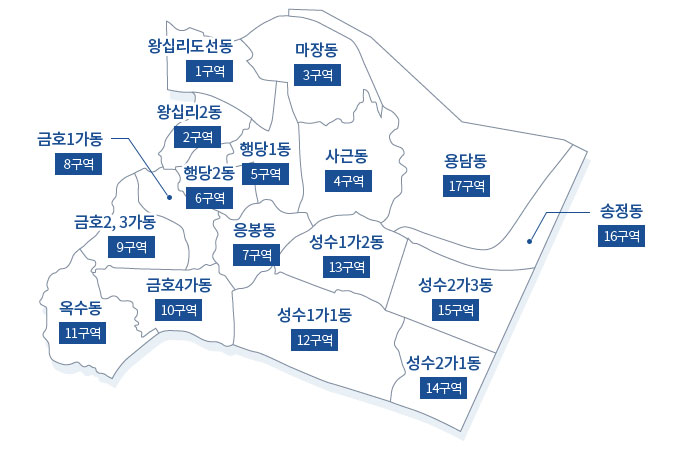 왕십리도선동
1구역
마장동
3구역
왕십리2동
2구역
금호1가동
8구역
행당1동
5구역
사근동
4구역
용답동
17구역
행당2동
6구역
송정동
16구역
금호2, 3가동
9구역
응봉동
7구역
성수1가2동
13구역
금호4가동
10구역
성수2가3동
15구역
옥수동
11구역
성수1가1동
12구역
성수2가1동
14구역